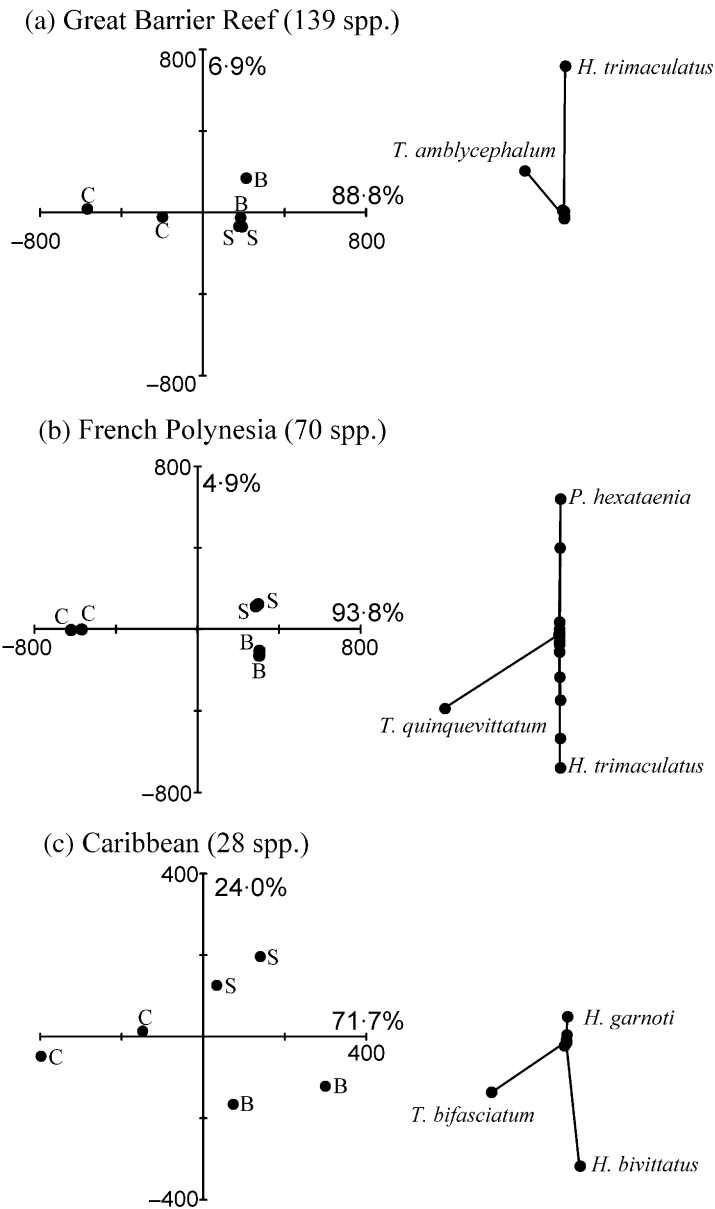 (a) Great Barrier Reef (139 spp.)
800
6·9%
H. trimaculatus
T. amblycephalum
C
B
B
88·8%
−800
C
S
S
800
−800
(b) French Polynesia (70 spp.)
800
4·9%
P. hexataenia
C
C
S
S
93·8%
−800
B
800
B
T. quinquevittatum
H. trimaculatus
−800
(c) Caribbean (28 spp.)
400
24·0%
S
S
C
71·7%
H. garnoti
C
400
B
B
T. bifasciatum
H. bivittatus
−400